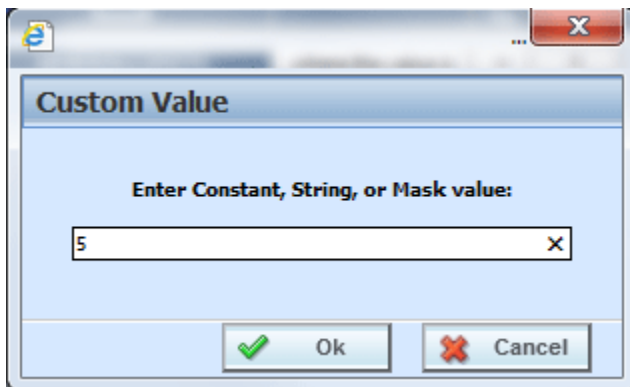 ...
Custom Value
Enter Constant, String, or Mask value:
5
Ok
Cancel